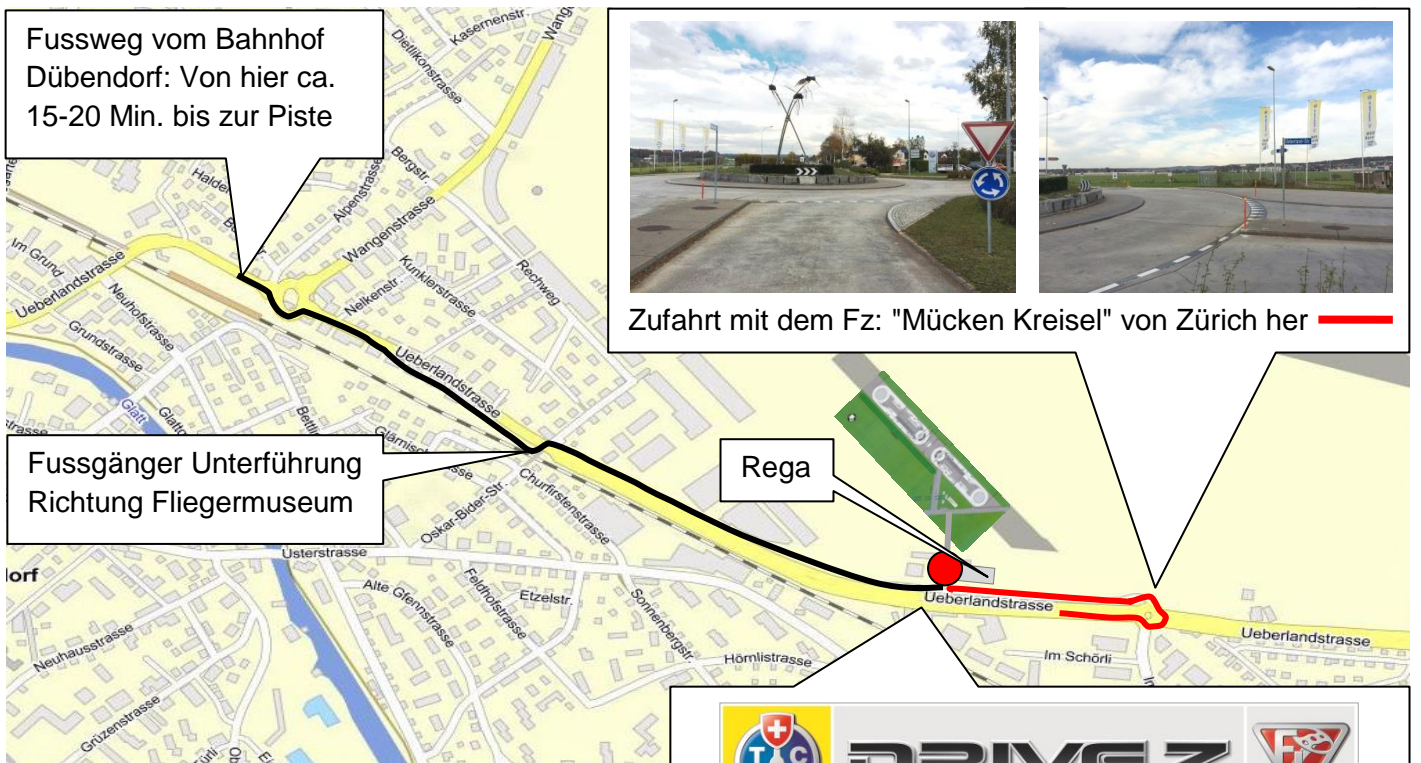 Fussweg vom Bahnhof
Dübendorf: Von hier ca.
15-20 Min. bis zur Piste
Zufahrt mit dem Fz: "Mücken Kreisel" von Zürich her
Fussgänger Unterführung
Richtung Fliegermuseum
Rega
Kasernenstr.
Dietlikonstrasse
Wangenstrasse
Bergstr.
Alpenstrasse
Im Grund
Ueberlandstrasse
Neuhofstrasse
Grundstrasse
Nelkenstr.
Kunklerstrasse
Rechweg
Ueberlandstrasse
Glatt
Oskar-Bider-Str.
Churfirstenstrasse
Usterstrasse
Alte Gfennstrasse
Feldhofstrasse
Etzelstr.
Sonnenbergstr.
Hörnlistrasse
Neuhausstrasse
Grüzenstrasse
Ueberlandstrasse
Ueberlandstrasse
Im Schörli
TC
DRIVE Z